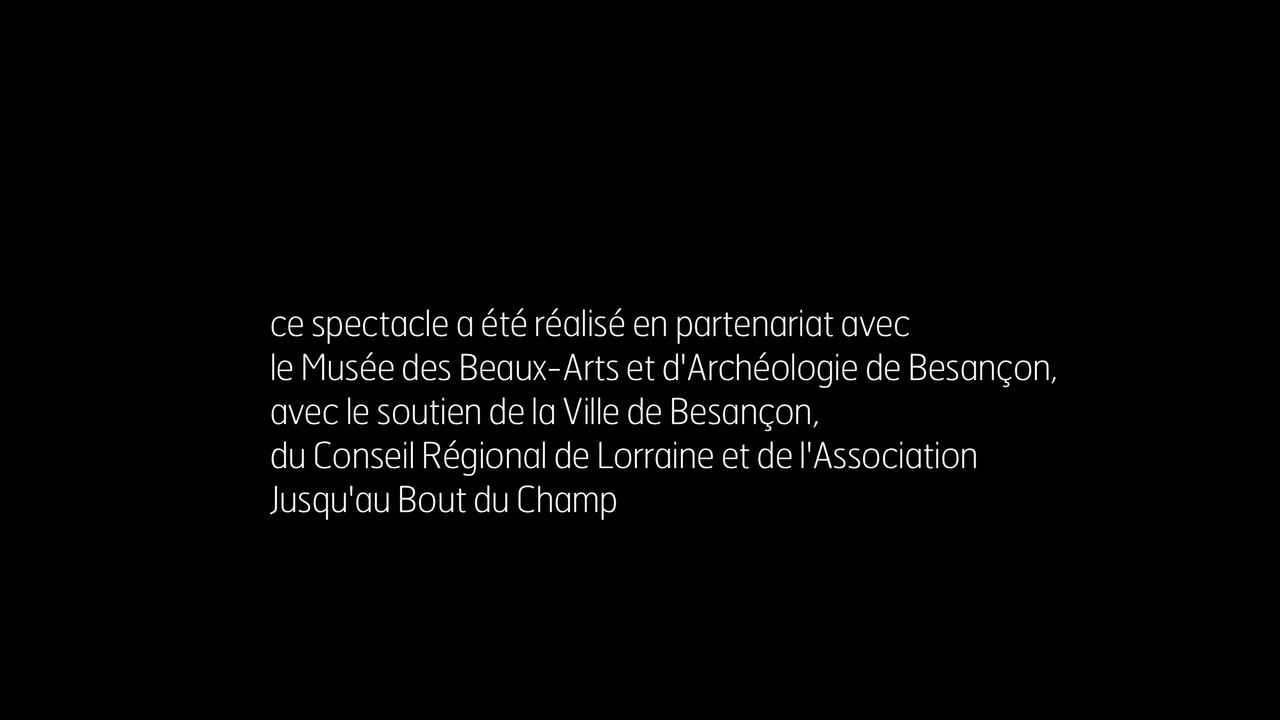 ce spectacle a été réalisé en partenariat avec
le Musée des Beaux-Arts et d'Archéologie de Besançon,
avec le soutien de la Ville de Besançon,
du Conseil Régional de Lorraine et de l'Association
Jusqu'au Bout du Champ